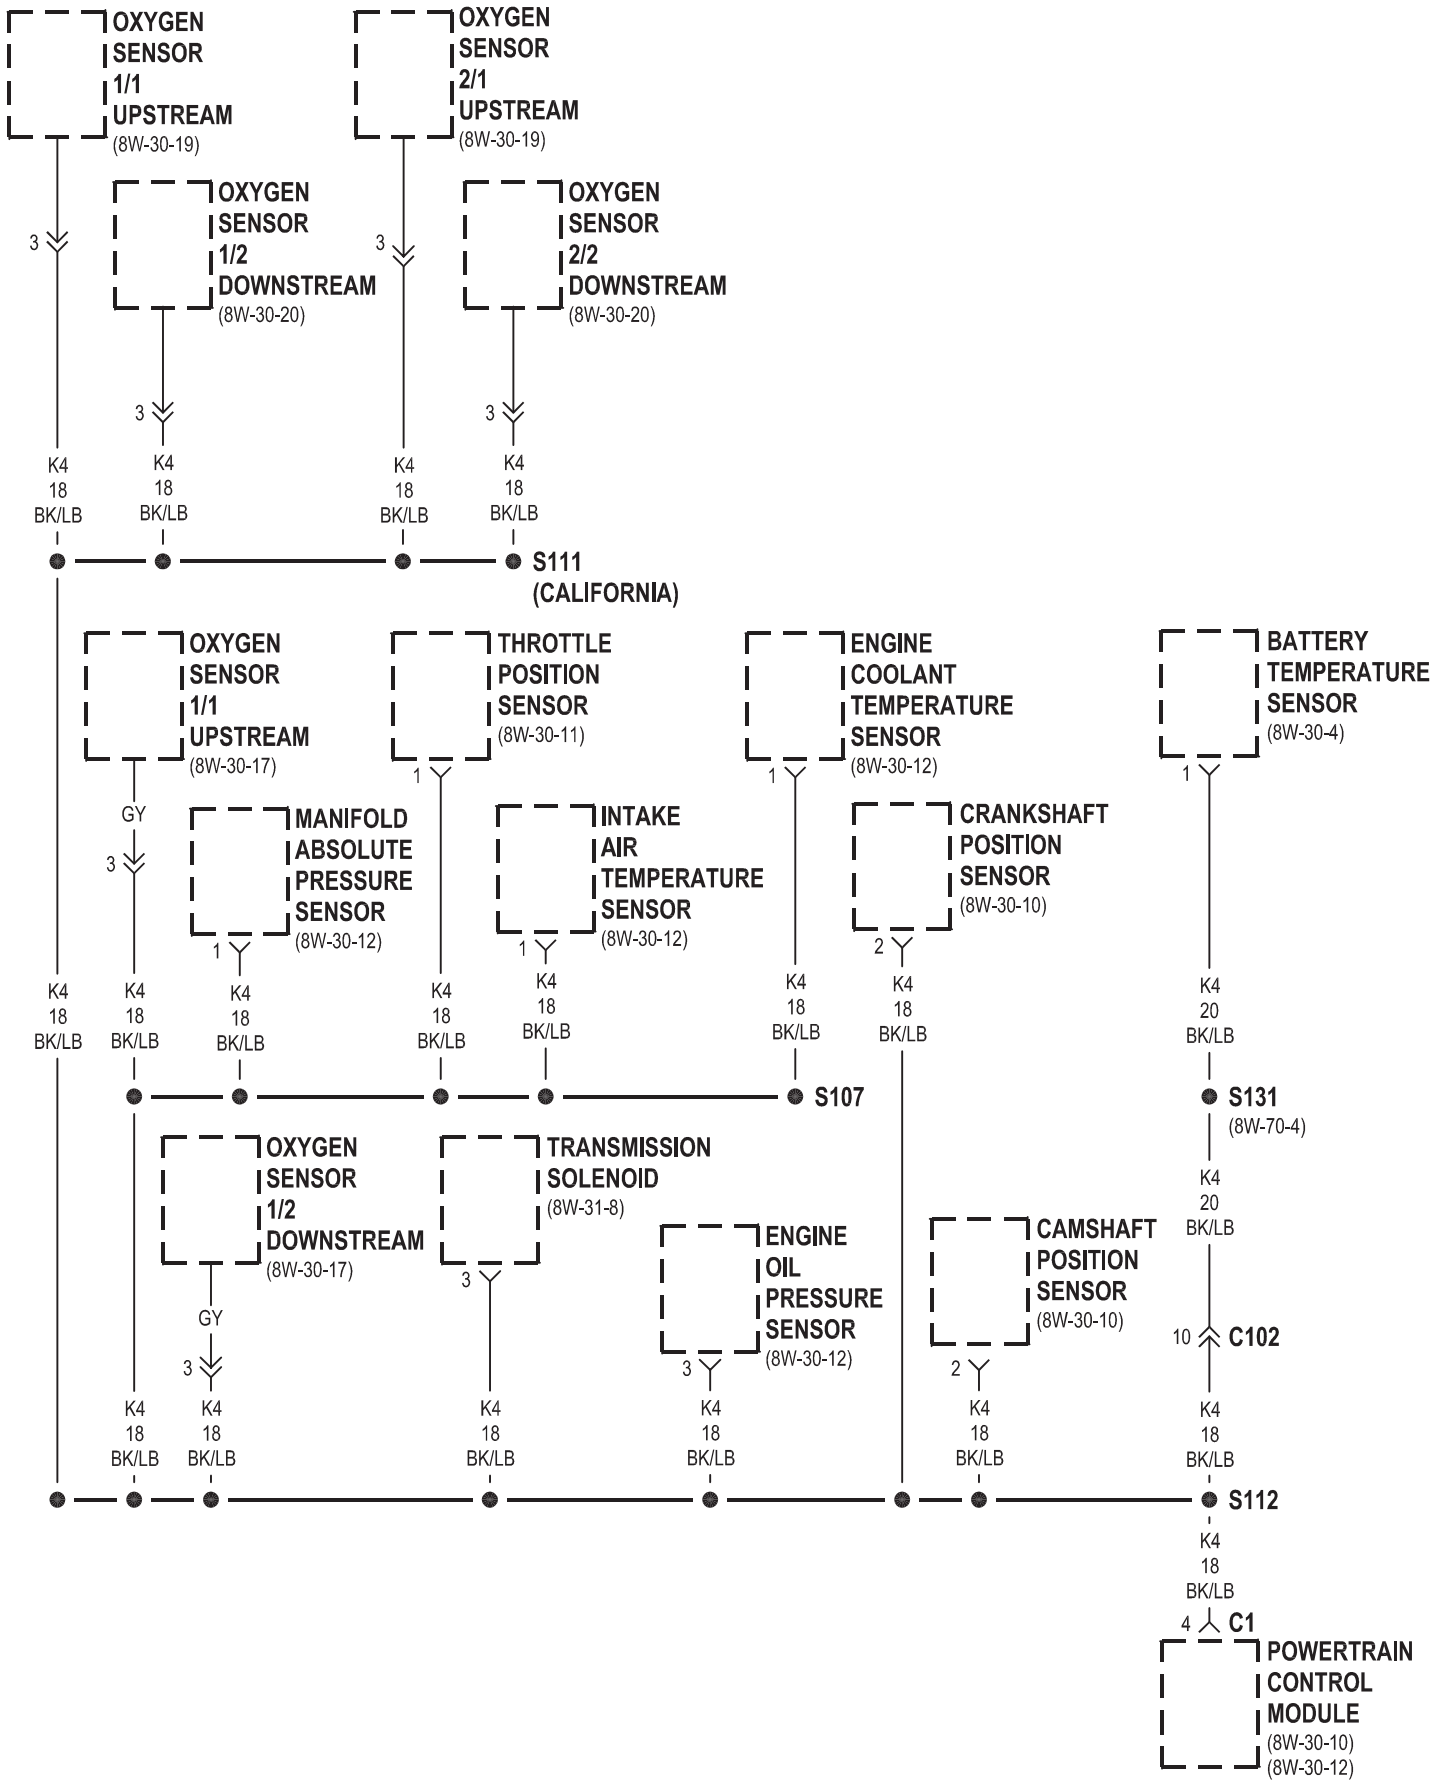 OXYGEN
SENSOR
1/1
UPSTREAM
(8W-30-19)
OXYGEN
SENSOR
2/1
UPSTREAM
(8W-30-19)
OXYGEN
SENSOR
1/2
DOWNSTREAM
(8W-30-20)
OXYGEN
SENSOR
2/2
DOWNSTREAM
(8W-30-20)
3
3
3
3
K4
18
BK/LB
K4
18
BK/LB
K4
18
BK/LB
K4
18
BK/LB
S111
(CALIFORNIA)
OXYGEN
SENSOR
1/1
UPSTREAM
(8W-30-17)
THROTTLE
POSITION
SENSOR
(8W-30-11)
ENGINE
COOLANT
TEMPERATURE
SENSOR
(8W-30-12)
BATTERY
TEMPERATURE
SENSOR
(8W-30-4)
1
1
1
GY
3
MANIFOLD
ABSOLUTE
PRESSURE
SENSOR
(8W-30-12)
INTAKE
AIR
TEMPERATURE
SENSOR
(8W-30-12)
CRANKSHAFT
POSITION
SENSOR
(8W-30-10)
1
1
2
K4
18
BK/LB
K4
18
BK/LB
K4
18
BK/LB
K4
18
BK/LB
K4
18
BK/LB
K4
18
BK/LB
K4
18
BK/LB
K4
20
BK/LB
S107
S131
(8W-70-4)
OXYGEN
SENSOR
1/2
DOWNSTREAM
(8W-30-17)
TRANSMISSION
SOLENOID
(8W-31-8)
ENGINE
OIL
PRESSURE
SENSOR
(8W-30-12)
CAMSHAFT
POSITION
SENSOR
(8W-30-10)
K4
20
BK/LB
3
GY
3
3
2
10
C102
K4
18
BK/LB
K4
18
BK/LB
K4
18
BK/LB
K4
18
BK/LB
K4
18
BK/LB
K4
18
BK/LB
S112
K4
18
BK/LB
4
C1
POWERTRAIN
CONTROL
MODULE
(8W-30-10)
(8W-30-12)